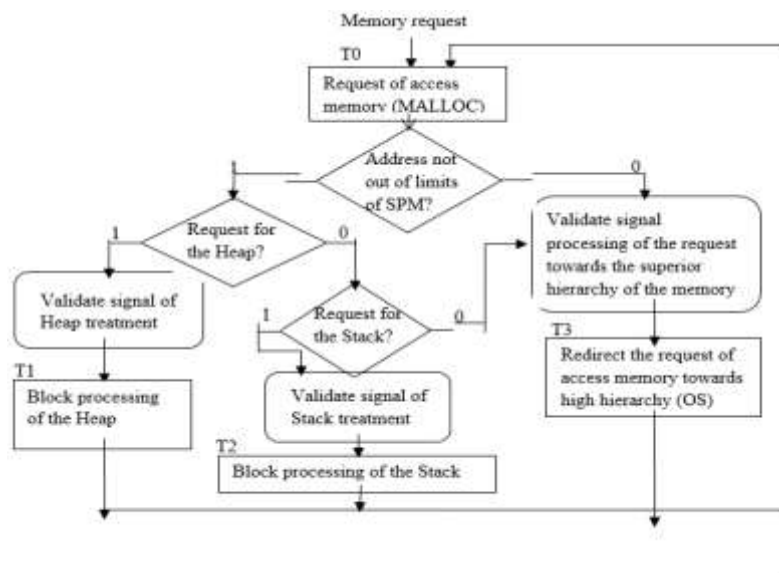 Memory request
T0
Request of access
memory (MALLOC)
Address not
out of limits
of SPM?
1
0
Request for
the Heap?
1
0
Validate signal
processing of the request
towards the superior
hierarchy of the memory
Validate signal of
Heap treatment
Request for
the Stack?
1
0
T3
Redirect the request of
access memory towards
high hierarchy (OS)
T1
Block processing
of the Heap
Validate signal of
Stack treatment
T2
Block processing of the Stack